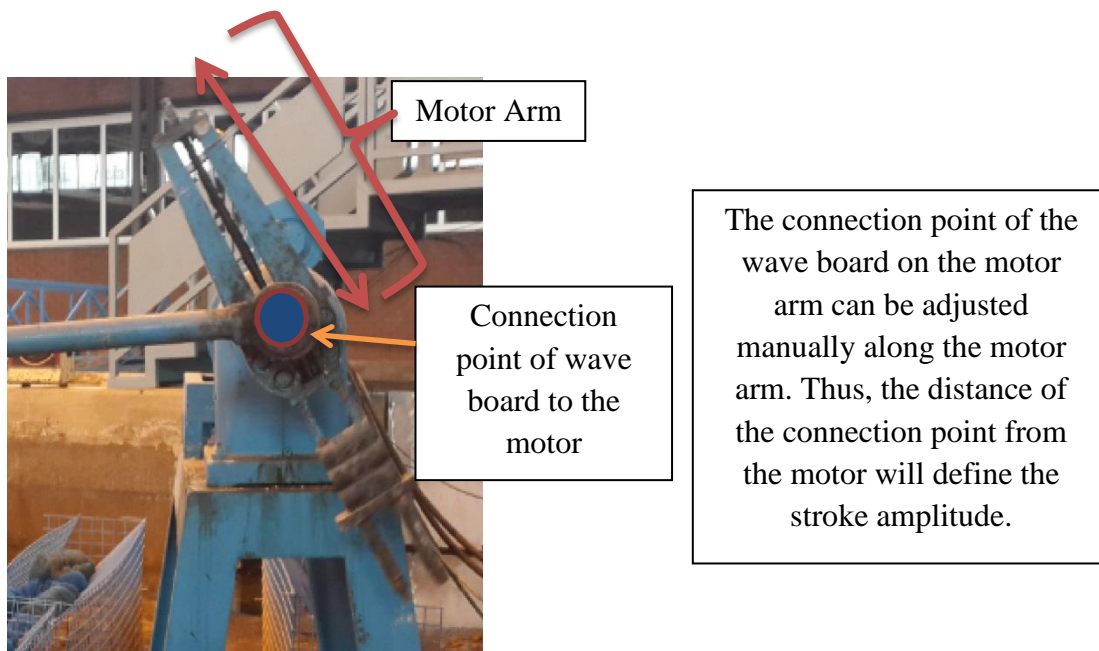 Motor Arm
Connection
point of wave
board to the
motor
The connection point of the
wave board on the motor
arm can be adjusted
manually along the motor
arm. Thus, the distance of
the connection point from
the motor will define the
stroke amplitude.